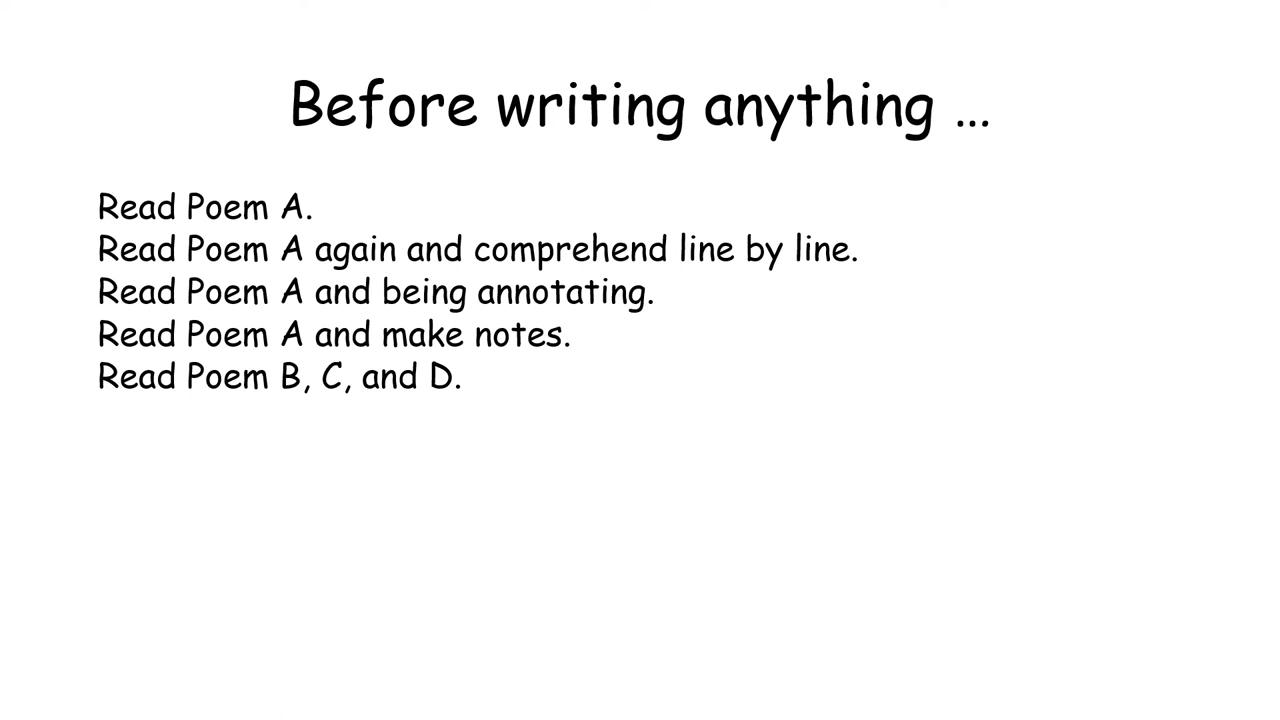 Before writing anything …
Read Poem A.
Read Poem A again and comprehend line by line.
Read Poem A and being annotating.
Read Poem A and make notes.
Read Poem B, C, and D.